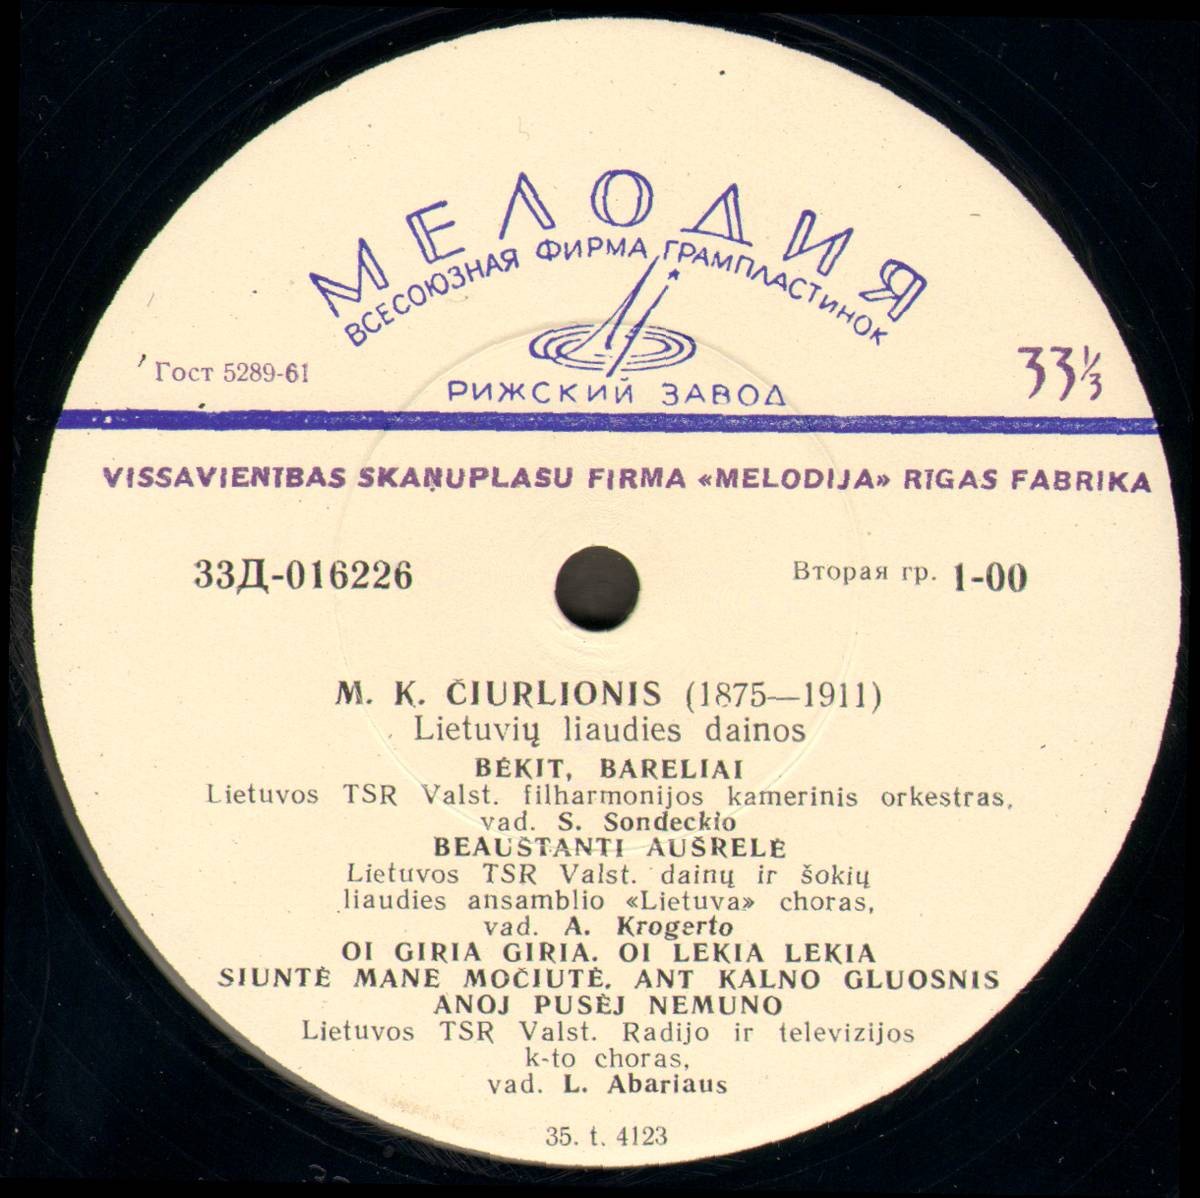 МЕЛОДИЯ
ВСЕСОЮЗНАЯ ФИРМА ГРАМПЛАСТИНОК
РИЖСКИЙ ЗАВОД
Гост 5289-61
33⅓
VISSAVIENĪBAS SKAŅUPLAŠU FIRMA «MELODIJA» RĪGAS FABRIKA
33Д-016226
Вторая гр. 1-00
M. K. ČIURLIONIS (1875—1911)
Lietuvių liaudies dainos
BĖKIT, BARELIAI
Lietuvos TSR Valst. filharmonijos kamerinis orkestras,
vad. S. Sondeckio
BEAUŠTANTI AUŠRELĖ
Lietuvos TSR Valst. dainų ir šokių
liaudies ansamblio «Lietuva» choras,
vad. A. Krogerto
OI GIRIA GIRIA. OI LEKIA LEKIA
SIUNTĖ MANE MOČIUTĖ. ANT KALNO GLUOSNIS
ANOJ PUSĖJ NEMUNO
Lietuvos TSR Valst. Radijo ir televizijos
k-to choras,
vad. L. Abariaus
35. t. 4123